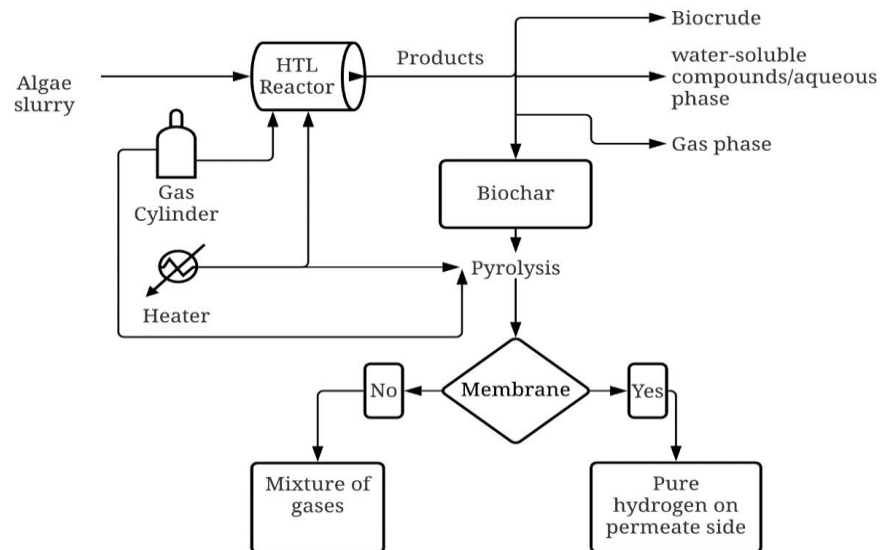 Biocrude
Products
water-soluble
compounds/aqueous
phase
HTL
Reactor
Algae
slurry
Gas phase
Gas
Cylinder
Biochar
Pyrolysis
Heater
No
Membrane
Yes
Mixture of
gases
Pure
hydrogen on
permeate side